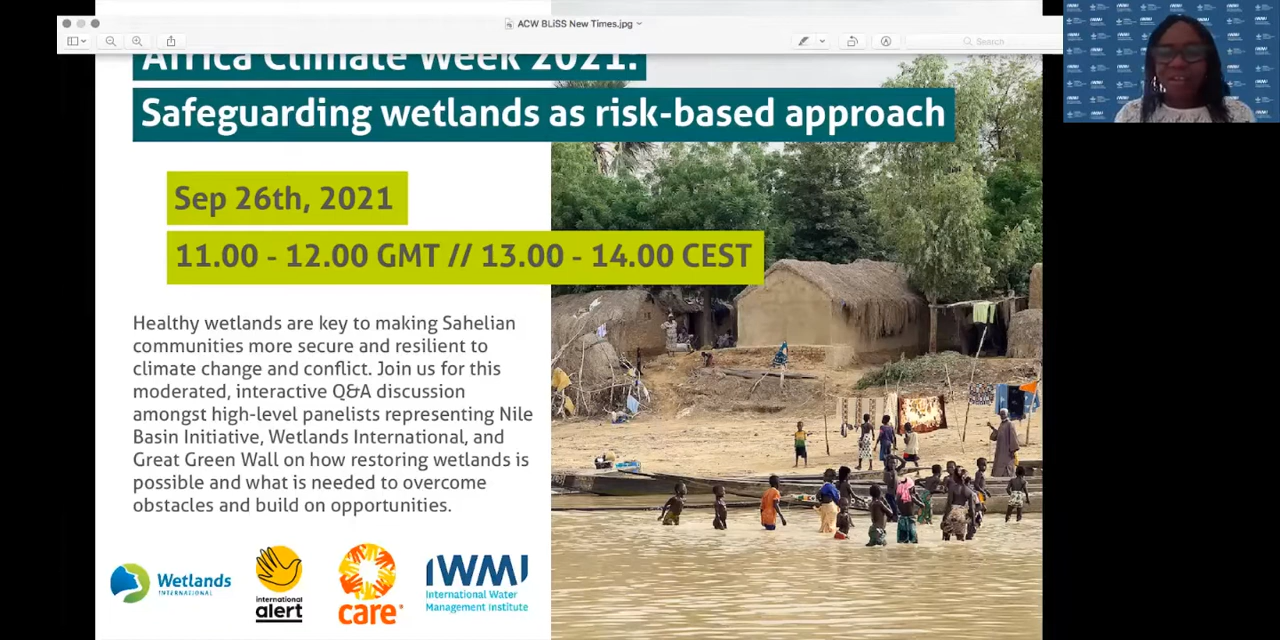 ACW BLiSS New Times.jpg
Search
Africa Climate Week 2021:
Safeguarding wetlands as risk-based approach
Sep 26th, 2021
11.00 - 12.00 GMT // 13.00 - 14.00 CEST
Healthy wetlands are key to making Sahelian
communities more secure and resilient to
climate change and conflict. Join us for this
moderated, interactive Q&A discussion
amongst high-level panelists representing Nile
Basin Initiative, Wetlands International, and
Great Green Wall on how restoring wetlands is
possible and what is needed to overcome
obstacles and build on opportunities.
Wetlands
INTERNATIONAL
international
alert
care
IWMI
International Water
Management Institute
IWMI